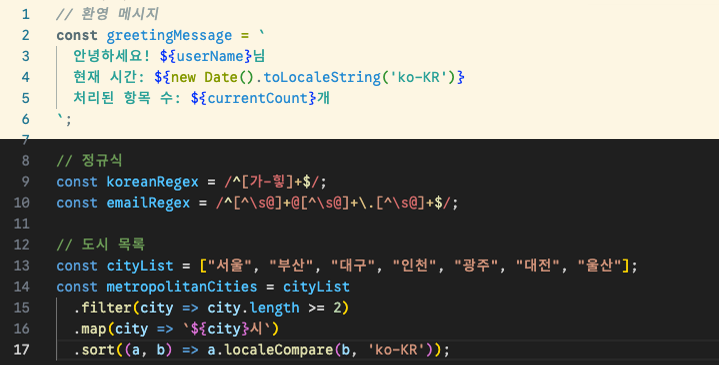 1 // 환영 메시지
2 const greetingMessage = `
3   안녕하세요! ${userName}님
4   현재 시간: ${new Date().toLocaleString('ko-KR')}
5   처리된 항목 수: ${currentCount}개
6 `;
7
8 // 정규식
9 const koreanRegex = /^[가-힣]+$/;
10 const emailRegex = /^[^\s@]+@[^\s@]+\.[^\s@]+$/;
11
12 // 도시 목록
13 const cityList = ["서울", "부산", "대구", "인천", "광주", "대전", "울산"];
14 const metropolitanCities = cityList
15   .filter(city => city.length >= 2)
16   .map(city => `${city}시`)
17   .sort((a, b) => a.localeCompare(b, 'ko-KR'));